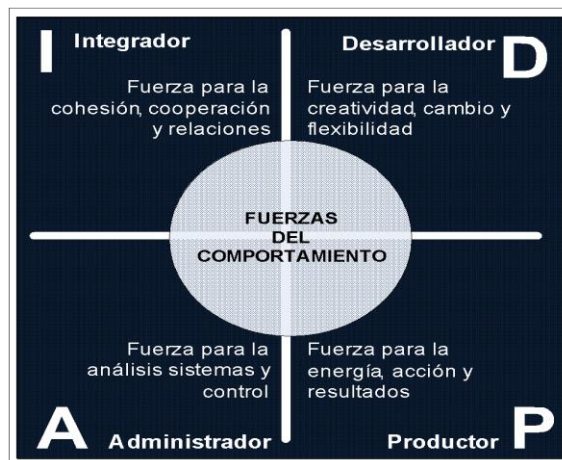 I Integrador
Fuerza para la
cohesión, cooperación
y relaciones
Desarrollador D
Fuerza para la
creatividad, cambio y
flexibilidad
FUERZAS
DEL
COMPORTAMIENTO
Fuerza para la
análisis sistemas y
control
A Administrador
Fuerza para la
energía, acción y
resultados
Productor P